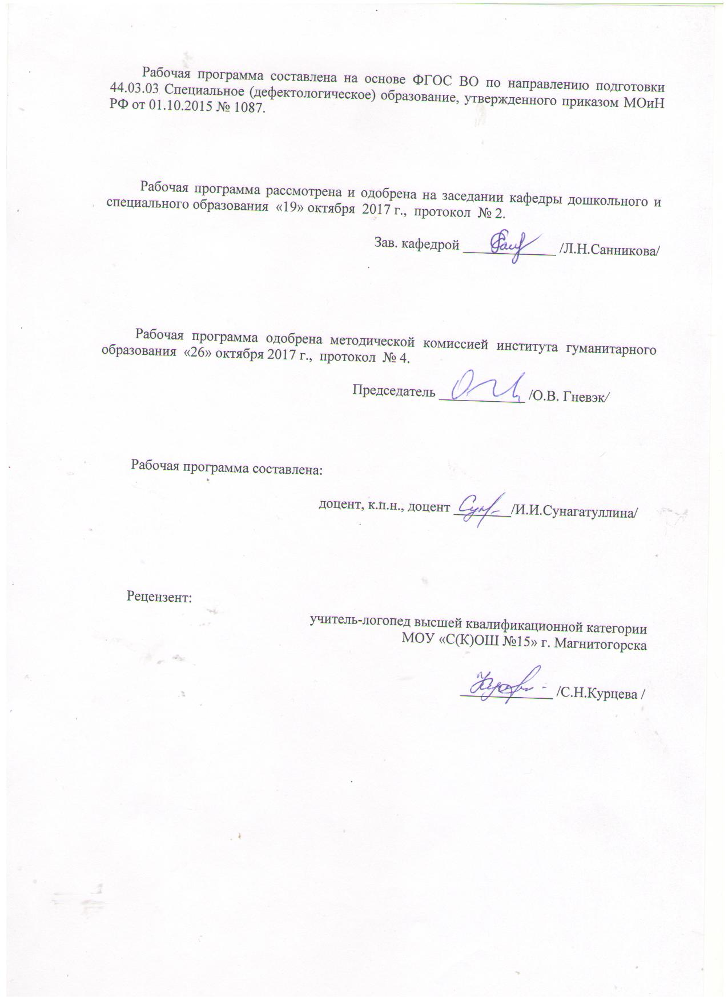 Рабочая программа составлена на основе ФГОС ВО по направлению подготовки
44.03.03 Специальное (дефектологическое) образование, утвержденного приказом МОиН
РФ от 01.10.2015 № 1087.
Рабочая программа рассмотрена и одобрена на заседании кафедры дошкольного и
специального образования «19» октября 2017 г., протокол № 2.
Зав. кафедрой _____________ /Л.Н.Санникова/
Рабочая программа одобрена методической комиссией института гуманитарного
образования «26» октября 2017 г., протокол № 4.
Председатель ____________ /О.В. Гневэк/
Рабочая программа составлена:
доцент, к.п.н., доцент ________/И.И.Сунагатуллина/
Рецензент:
учитель-логопед высшей квалификационной категории
МОУ «С(К)ОШ №15» г. Магнитогорска
_____________ /С.Н.Курцева /